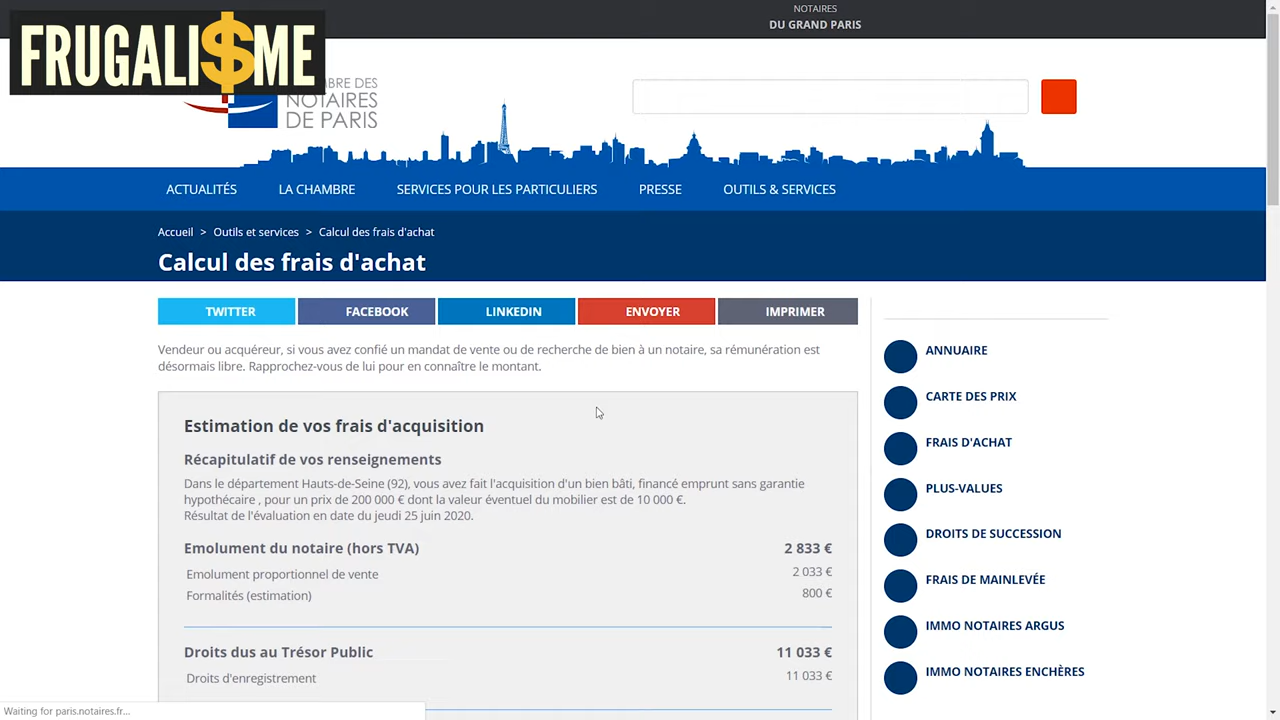 NOTAIRES
DU GRAND PARIS
FRUGALI$ME
BRE DES
NOTAIRES
DE PARIS
ACTUALITÉS LA CHAMBRE SERVICES POUR LES PARTICULIERS PRESSE OUTILS & SERVICES
Accueil > Outils et services > Calcul des frais d'achat
Calcul des frais d'achat
TWITTER FACEBOOK LINKEDIN ENVOYER IMPRIMER
Vendeur ou acquéreur, si vous avez confié un mandat de vente ou de recherche de bien à un notaire, sa rémunération est
désormais libre. Rapprochez-vous de lui pour en connaître le montant.
Estimation de vos frais d'acquisition
Récapitulatif de vos renseignements
Dans le département Hauts-de-Seine (92), vous avez fait l'acquisition d'un bien bâti, financé emprunt sans garantie
hypothécaire , pour un prix de 200 000 € dont la valeur éventuel du mobilier est de 10 000 €.
Résultat de l'évaluation en date du jeudi 25 juin 2020.
Emolument du notaire (hors TVA) 2 833 €
Emolument proportionnel de vente 2 033 €
Formalités (estimation) 800 €
Droits dus au Trésor Public 11 033 €
Droits d'enregistrement 11 033 €
ANNUAIRE
CARTE DES PRIX
FRAIS D'ACHAT
PLUS-VALUES
DROITS DE SUCCESSION
FRAIS DE MAINLEVÉE
IMMO NOTAIRES ARGUS
IMMO NOTAIRES ENCHÈRES
Waiting for paris.notaires.fr...